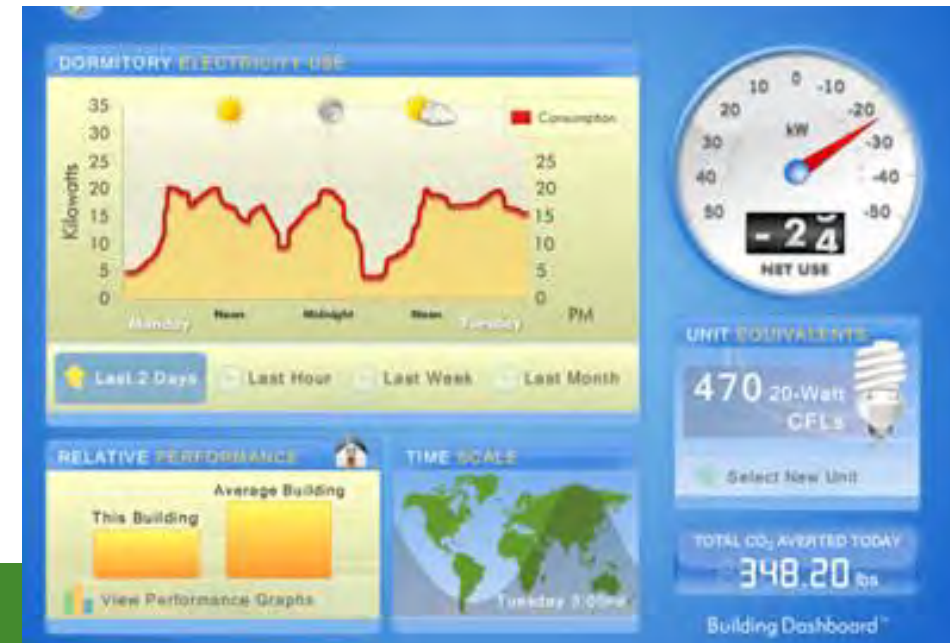 DORMITORY ELECTRICITY USE
35
30
25
20
15
10
5
0
Kilowatts
Consumption
25
20
15
10
5
0
Monday
Noon
Midnight
Noon
Tuesday
PM
Last 2 Days
Last Hour
Last Week
Last Month
50
40
30
20
10
0
-10
-20
-30
-40
-50
kW
- 24
NET USE
UNIT EQUIVALENTS
470 20-Watt
CFLs
Select New Unit
RELATIVE PERFORMANCE
Average Building
This Building
View Performance Graphs
TIME SCALE
Tuesday
TOTAL CO₂ AVERTED TODAY
348.20 lbs
Building Dashboard™